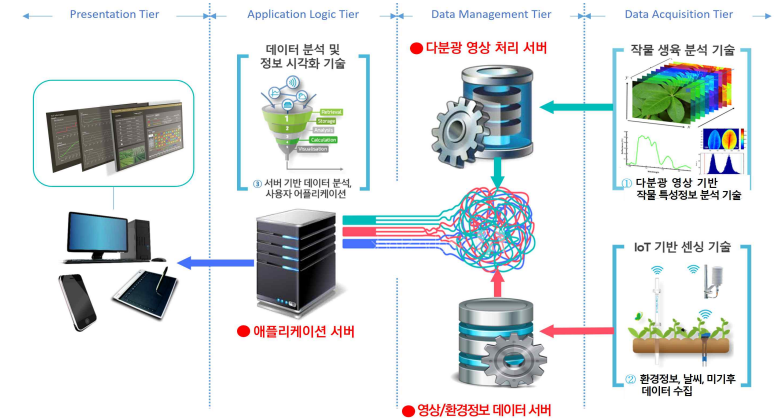 Presentation Tier
Application Logic Tier
Data Management Tier
Data Acquisition Tier
데이터 분석 및
정보 시각화 기술
Retrieval
Storage
Analysis
Calculation
Visualisation
1
2
③ 서버 기반 데이터 분석,
사용자 어플리케이션
애플리케이션 서버
다분광 영상 처리 서버
영상/환경정보 데이터 서버
작물 생육 분석 기술
① 다분광 영상 기반
작물 특성정보 분석 기술
IoT 기반 센싱 기술
② 환경정보, 날씨, 미기후
데이터 수집